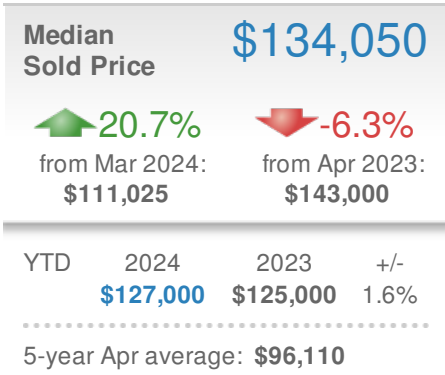 Median
Sold Price
$134,050
20.7% -6.3%
from Mar 2024: from Apr 2023:
$111,025 $143,000
YTD 2024 2023 +/-
$127,000 $125,000 1.6%
5-year Apr average: $96,110